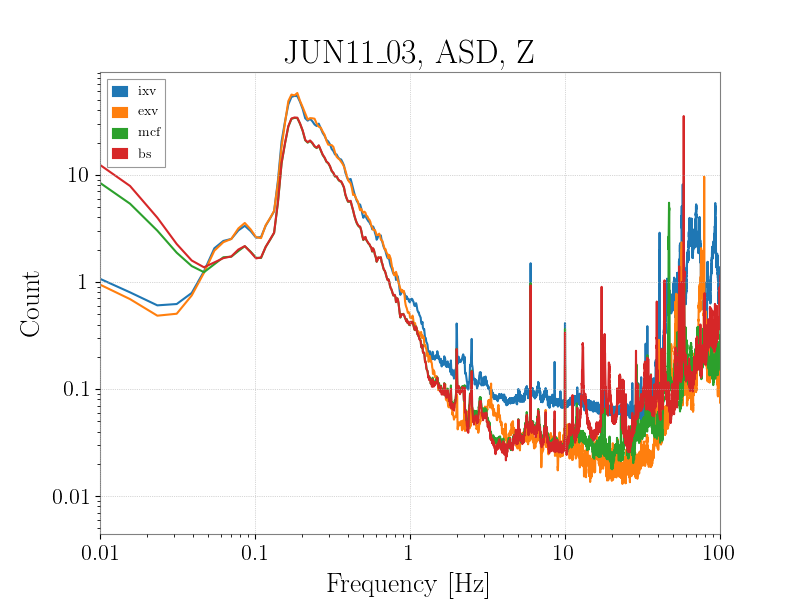 JUN11_03, ASD, Z
ixv
exv
mcf
bs
10
1
0.1
0.01
Count
0.01 0.1 1 10 100
Frequency [Hz]